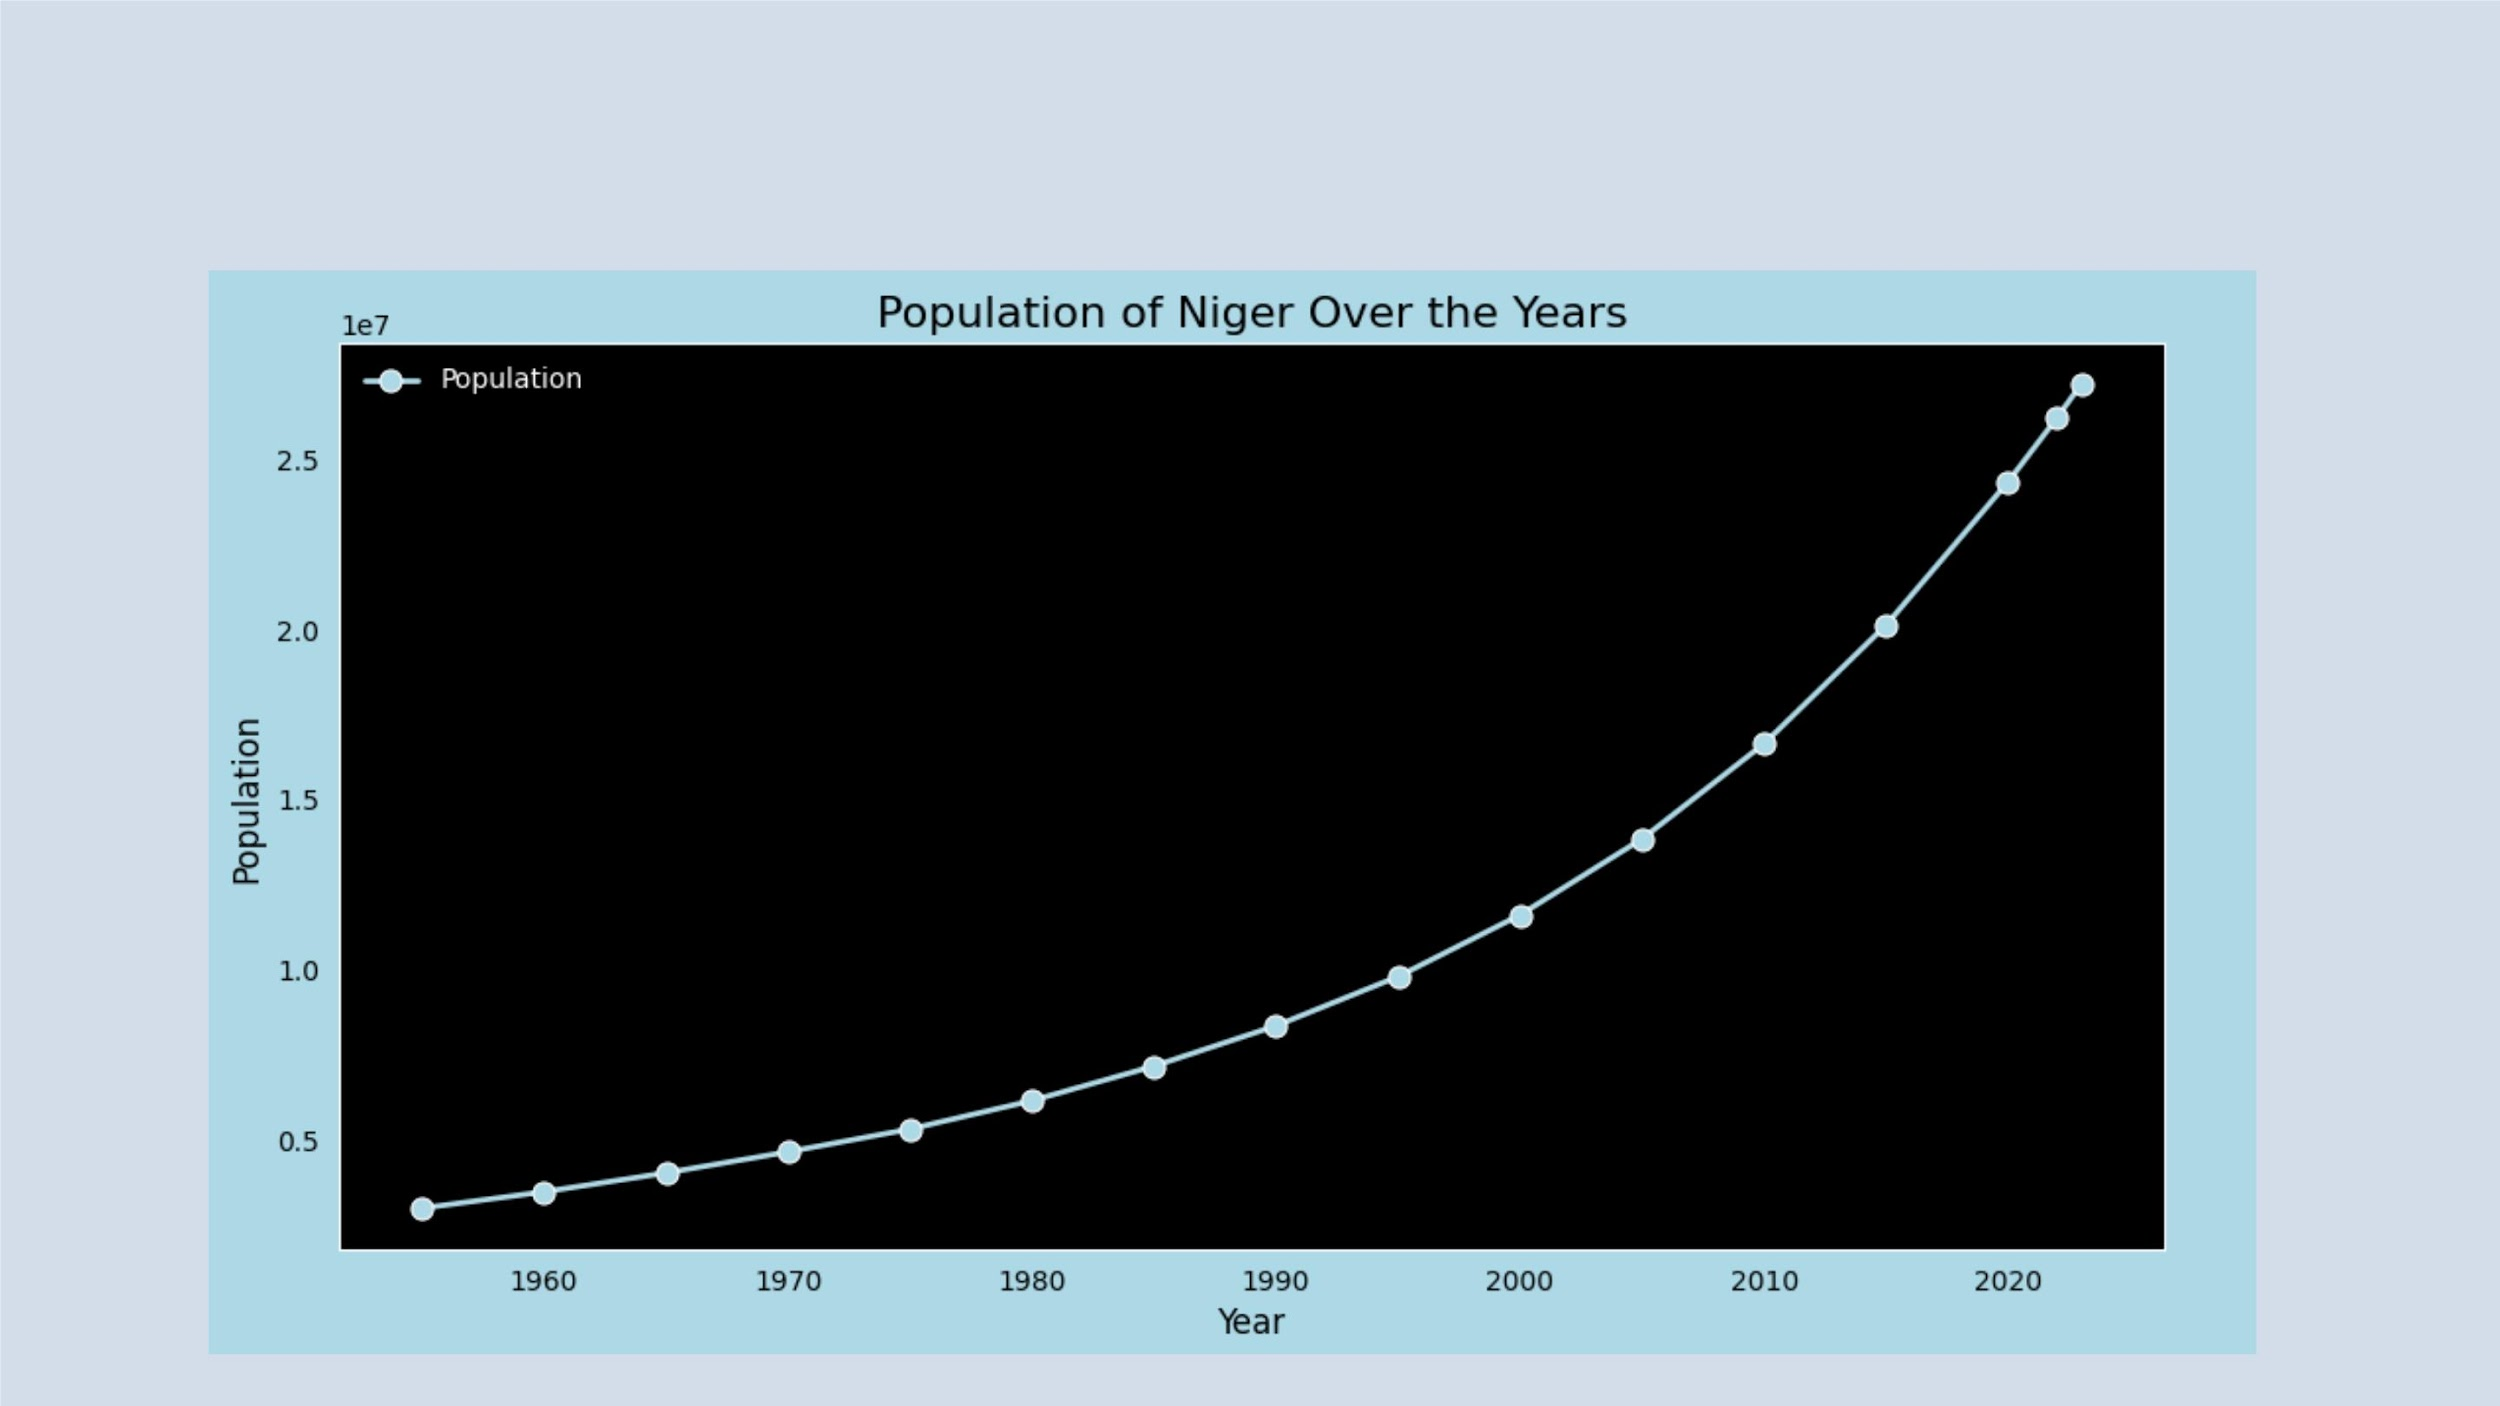 Population of Niger Over the Years
1e7
Population
2.5
2.0
1.5
1.0
0.5
Population
1960 1970 1980 1990 2000 2010 2020
Year